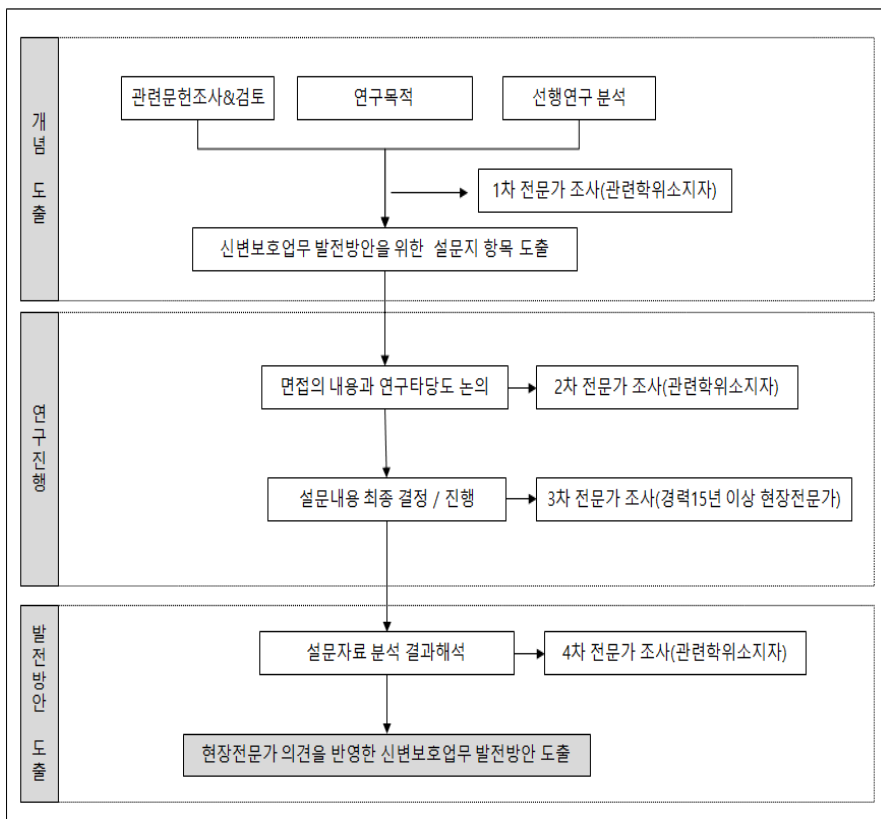 개념 도출
관련문헌조사&검토
연구목적
선행연구 분석
1차 전문가 조사(관련학위소지자)
신변보호업무 발전방안을 위한 설문지 항목 도출
연구진행
면접의 내용과 연구타당도 논의
2차 전문가 조사(관련학위소지자)
설문내용 최종 결정 / 진행
3차 전문가 조사(경력15년 이상 현장전문가)
발전방안 도출
설문자료 분석 결과해석
4차 전문가 조사(관련학위소지자)
현장전문가 의견을 반영한 신변보호업무 발전방안 도출